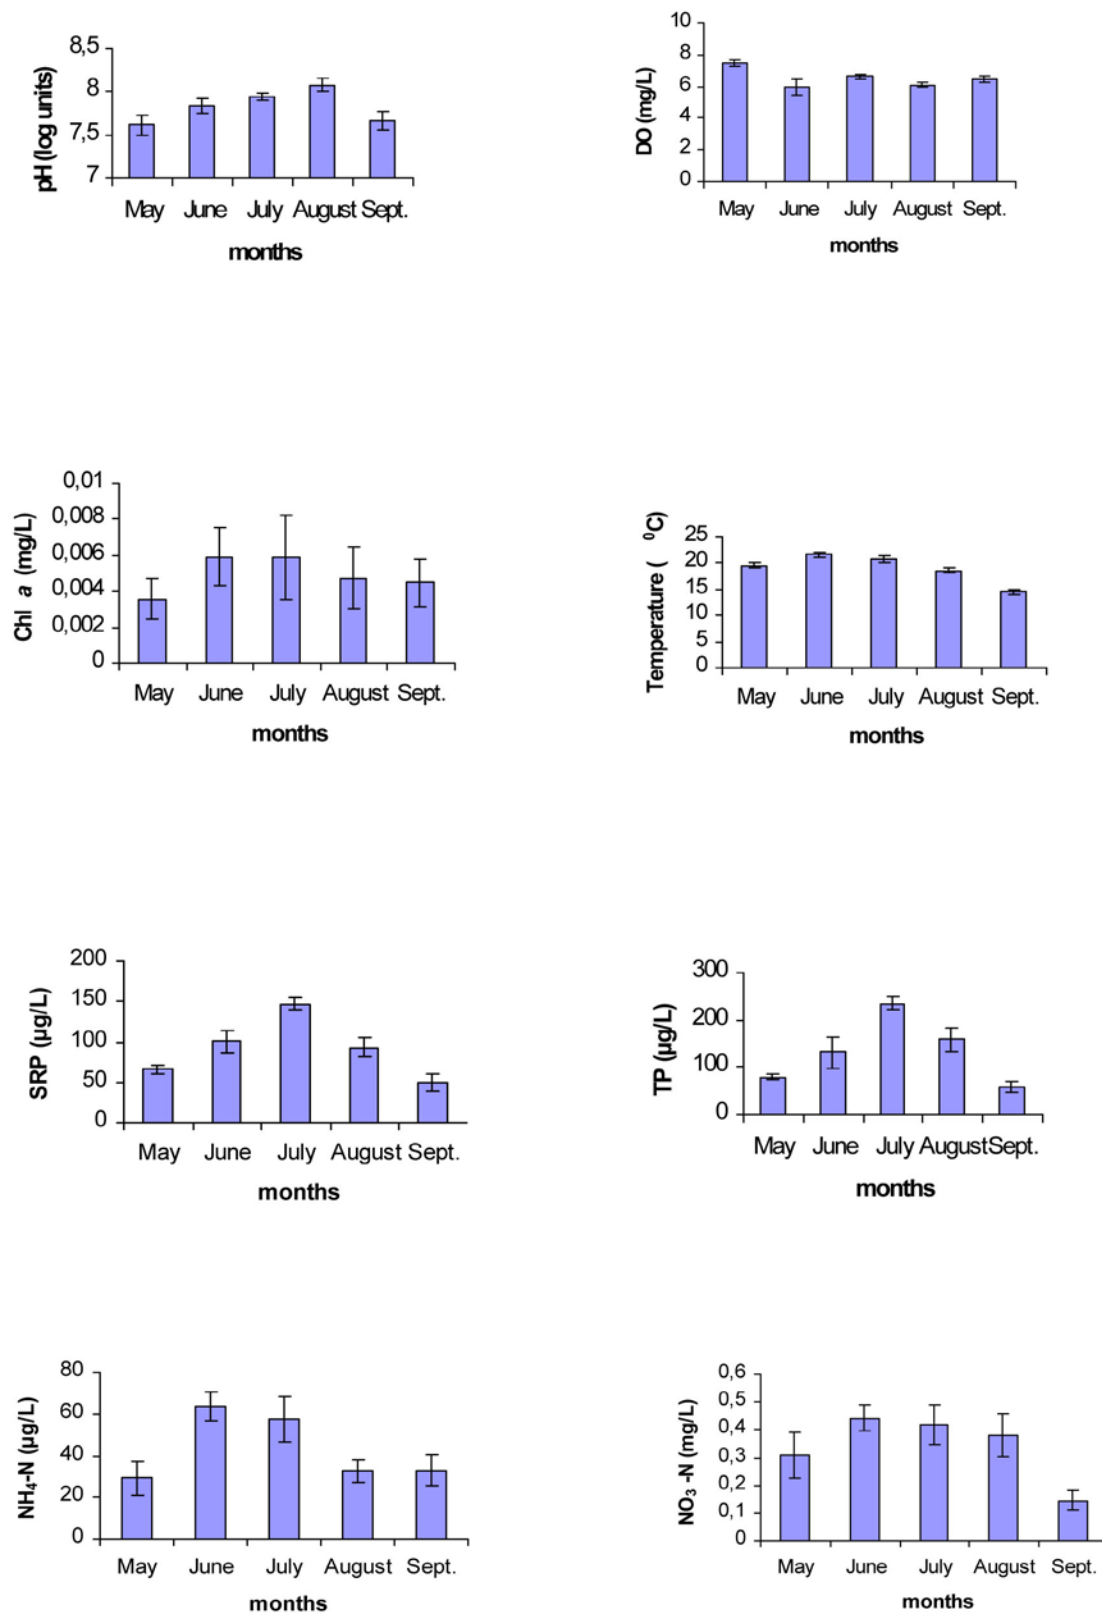 pH (log units)
8,5
8
7,5
7
May June July August Sept.
months
DO (mg/L)
10
8
6
4
2
0
May June July August Sept.
months
Chl a (mg/L)
0,01
0,008
0,006
0,004
0,002
0
May June July August Sept.
months
Temperature ( ⁰C)
25
20
15
10
5
0
May June July August Sept.
months
SRP (µg/L)
200
150
100
50
0
May June July August Sept.
months
TP (µg/L)
300
200
100
0
May June July August Sept.
months
NH₄-N (µg/L)
80
60
40
20
0
May June July August Sept.
months
NO₃ -N (mg/L)
0,6
0,5
0,4
0,3
0,2
0,1
0
May June July August Sept.
months